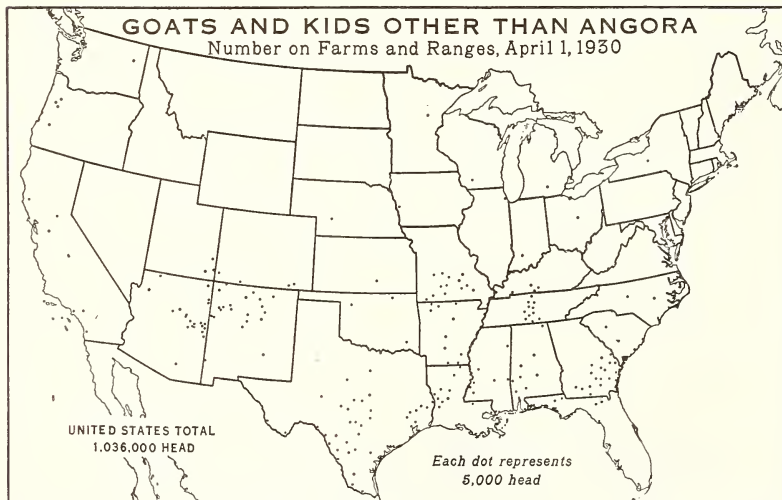 GOATS AND KIDS OTHER THAN ANGORA
Number on Farms and Ranges, April 1, 1930
UNITED STATES TOTAL
1,036,000 HEAD
Each dot represents
5,000 head